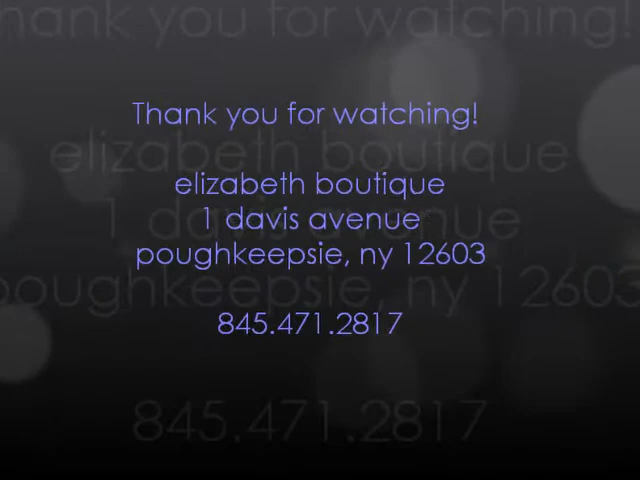 Thank you for watching!
elizabeth boutique
1 davis avenue
poughkeepsie, ny 12603
845.471.2817